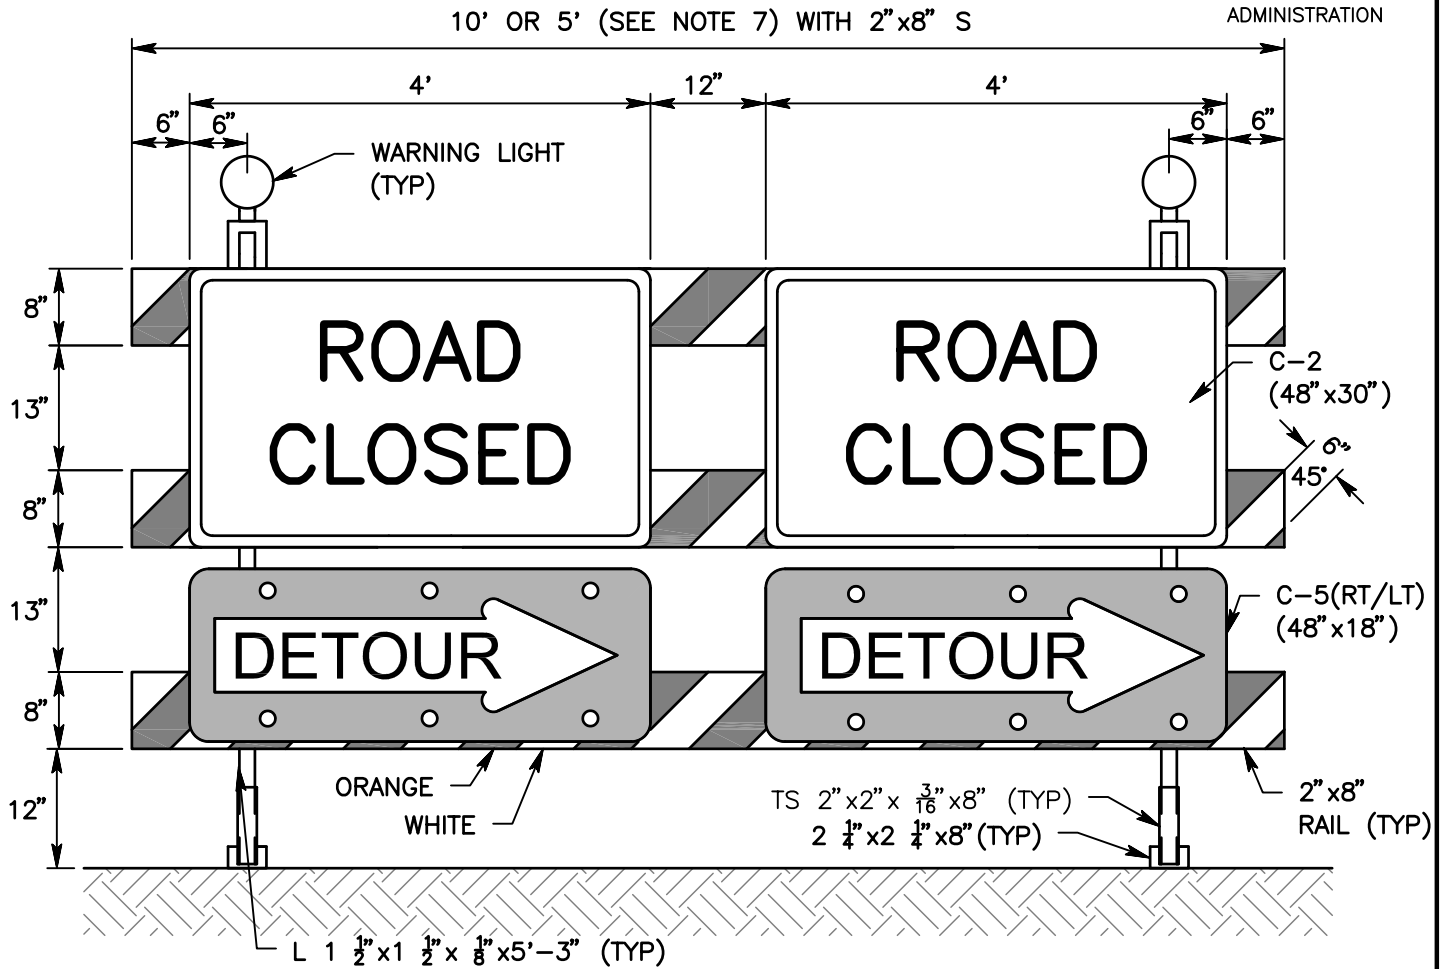 10' OR 5' (SEE NOTE 7) WITH 2"x8" S
ADMINISTRATION
4'
12"
4'
6"
6"
6"
6"
WARNING LIGHT
(TYP)
8"
13"
8"
13"
8"
12"
ROAD
CLOSED
ROAD
CLOSED
C-2
(48"x30")
6"
45°
DETOUR
DETOUR
C-5(RT/LT)
(48"x18")
ORANGE
WHITE
TS 2"x2"x 3/16"x8" (TYP)
2 1/4"x2 1/4"x8"(TYP)
2"x8"
RAIL (TYP)
L 1 1/2"x1 1/2"x 1/8"x5'-3" (TYP)